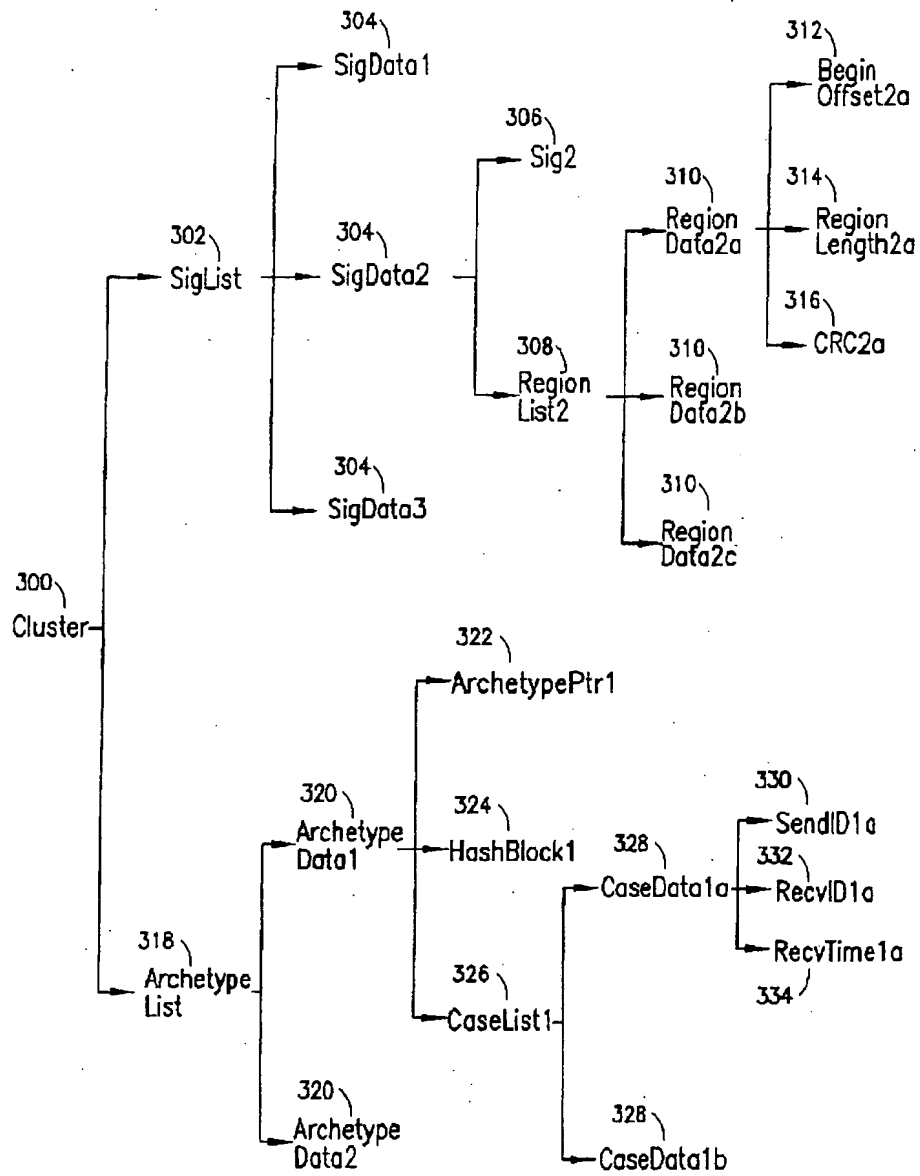 304
SigData1
312
Begin
Offset2a
306
Sig2
310
Region
Data2a
314
Region
Length2a
302
SigList
304
SigData2
316
CRC2a
308
Region
List2
310
Region
Data2b
304
SigData3
310
Region
Data2c
300
Cluster
322
ArchetypePtr1
320
Archetype
Data1
324
HashBlock1
330
SendID1a
328
CaseData1a
332
RecvID1a
318
Archetype
List
326
CaseList1
RecvTime1a
334
320
Archetype
Data2
328
CaseData1b